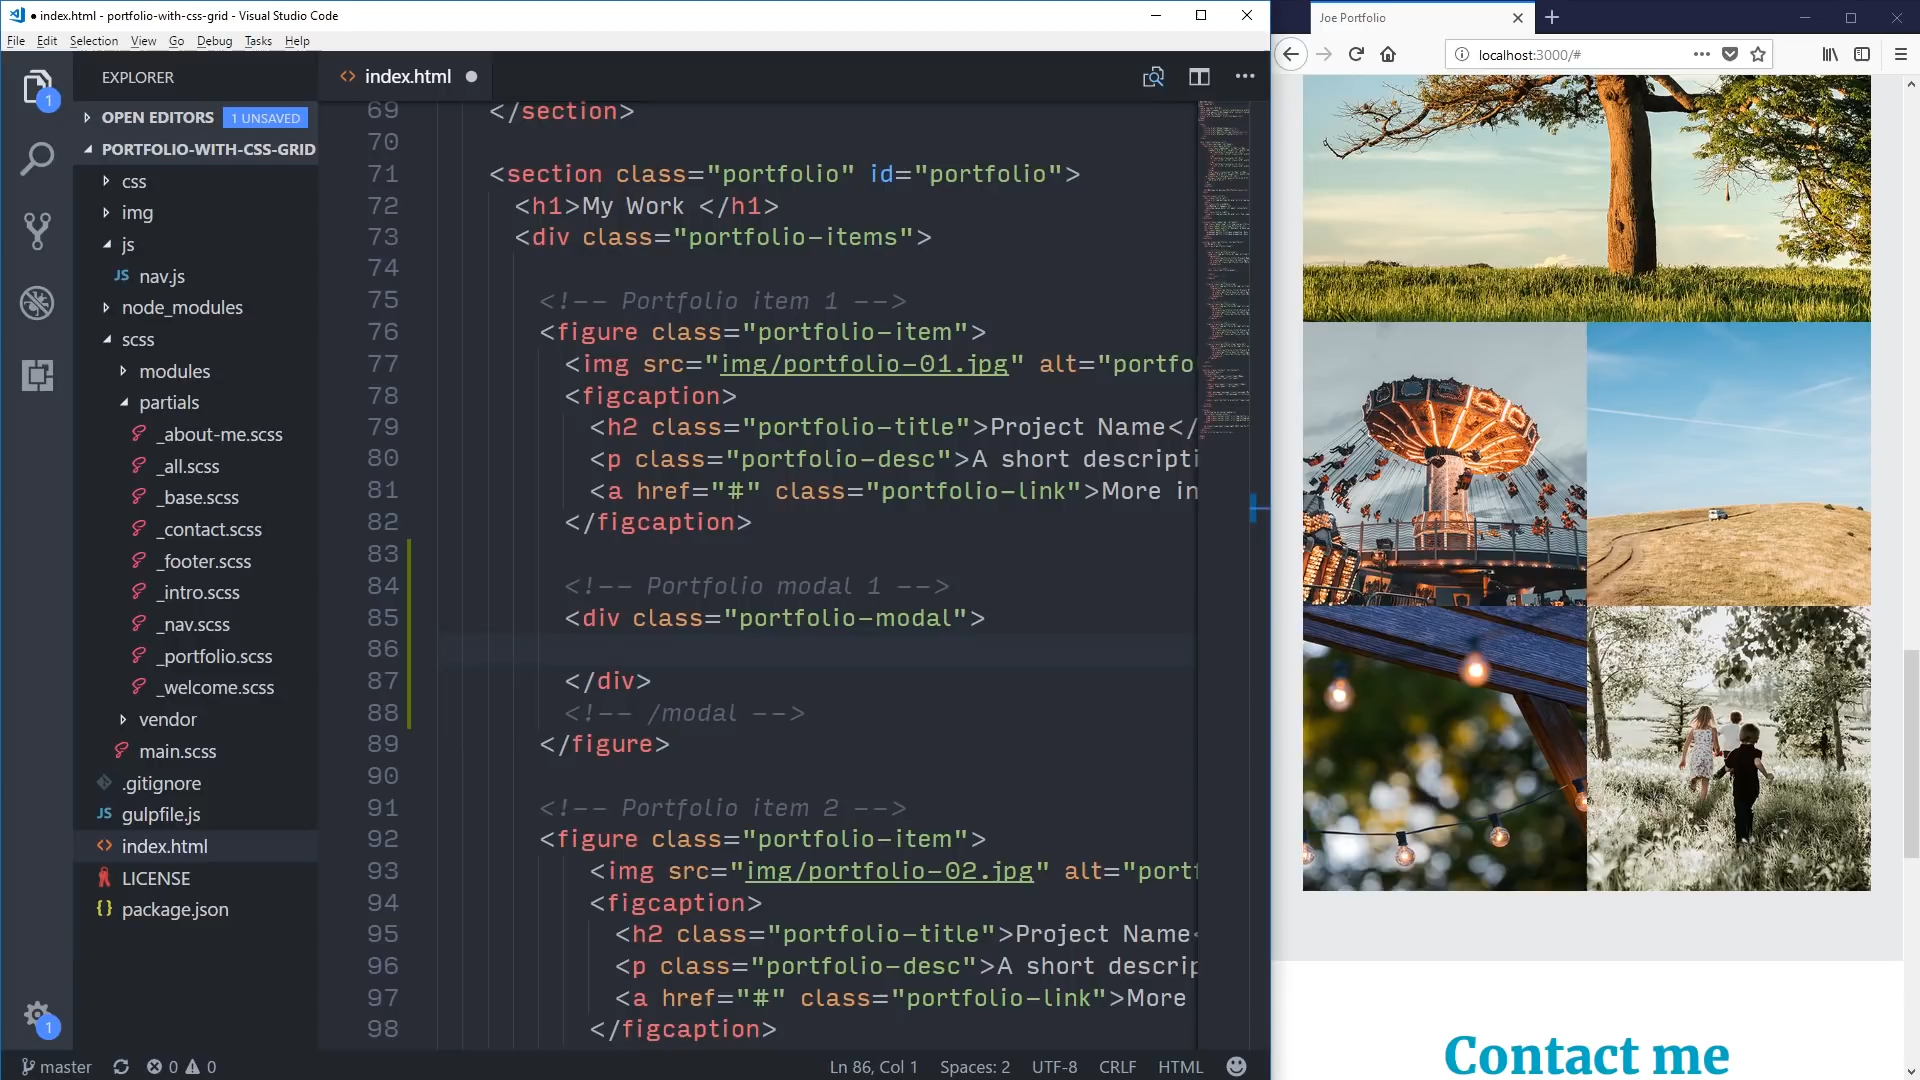 ● index.html - portfolio-with-css-grid - Visual Studio Code
File Edit Selection View Go Debug Tasks Help
EXPLORER
OPEN EDITORS 1 UNSAVED
PORTFOLIO-WITH-CSS-GRID
css
img
js
JS nav.js
node_modules
scss
modules
partials
_about-me.scss
_all.scss
_base.scss
_contact.scss
_footer.scss
_intro.scss
_nav.scss
_portfolio.scss
_welcome.scss
vendor
main.scss
.gitignore
JS gulpfile.js
<> index.html
LICENSE
{} package.json
1
1
<> index.html ●
69 </section>
70
71 <section class="portfolio" id="portfolio">
72 <h1>My Work </h1>
73 <div class="portfolio-items">
74
75 <!-- Portfolio item 1 -->
76 <figure class="portfolio-item">
77 <img src="img/portfolio-01.jpg" alt="portfo
78 <figcaption>
79 <h2 class="portfolio-title">Project Name</
80 <p class="portfolio-desc">A short descripti
81 <a href="#" class="portfolio-link">More in
82 </figcaption>
83
84 <!-- Portfolio modal 1 -->
85 <div class="portfolio-modal">
86
87 </div>
88 <!-- /modal -->
89 </figure>
90
91 <!-- Portfolio item 2 -->
92 <figure class="portfolio-item">
93 <img src="img/portfolio-02.jpg" alt="port
94 <figcaption>
95 <h2 class="portfolio-title">Project Name
96 <p class="portfolio-desc">A short descrip
97 <a href="#" class="portfolio-link">More
98 </figcaption>
master 0 0 Ln 86, Col 1 Spaces: 2 UTF-8 CRLF HTML
Joe Portfolio
localhost:3000/#
Contact me